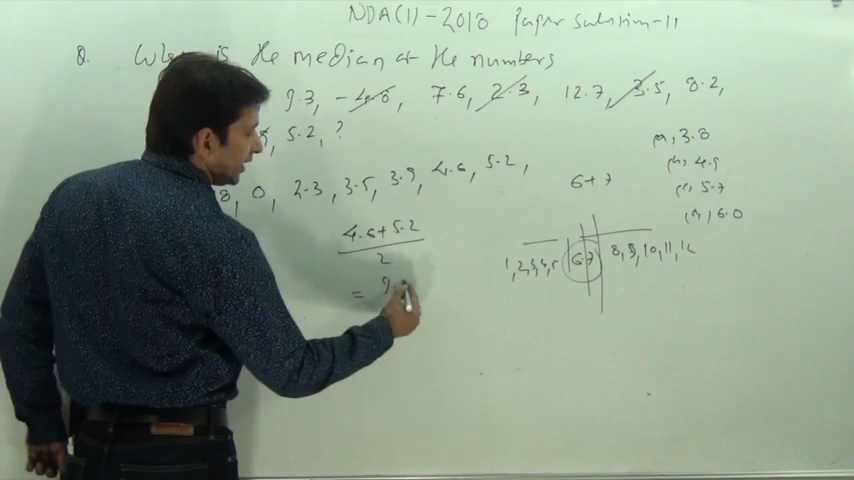 NDA(1)-2018 paper solution-11
Q. is the median of the numbers
9.3, -4.8, 7.6, 2.3, 12.7, 3.5, 8.2,
5.2, ?
(a) 3.8
(b) 4.9
(c) 5.7
(d) 6.0
8, 0, 2.3, 3.5, 3.9, 4.6, 5.2,
6+7
4.6+5.2
2
= 9.
1, 2, 3, 4, 5 6 7 8, 9, 10, 11, 12